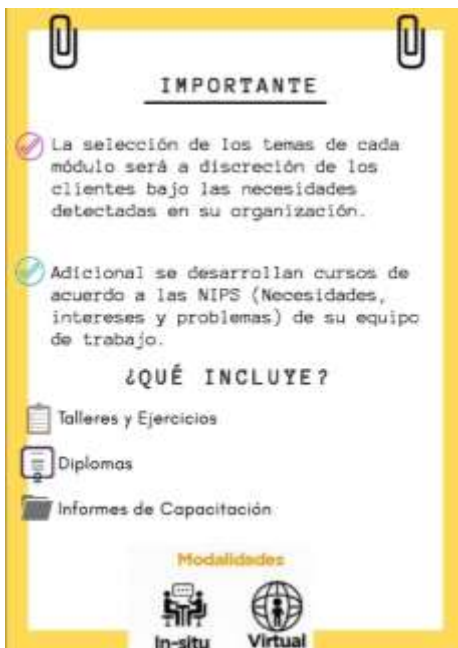 IMPORTANTE
La selección de los temas de cada
módulo será a discreción de los
clientes bajo las necesidades
detectadas en su organización.
Adicional se desarrollan cursos de
acuerdo a las NIPS (Necesidades,
intereses y problemas) de su equipo
de trabajo.
¿QUÉ INCLUYE?
Talleres y Ejercicios
Diplomas
Informes de Capacitación
Modalidades
In-situ Virtual